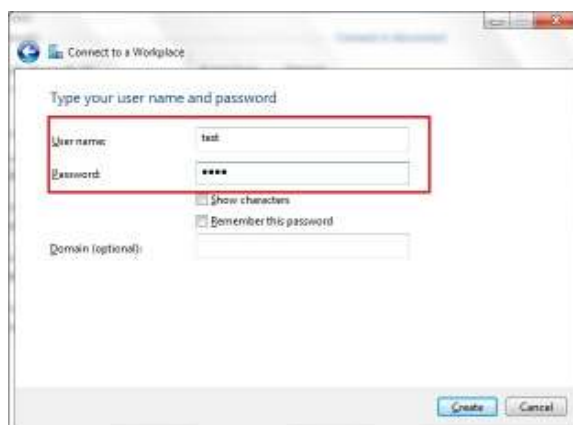 Connect to a Workplace
Type your user name and password
User name: test
Password: ••••
Show characters
Remember this password
Domain (optional):
Create Cancel